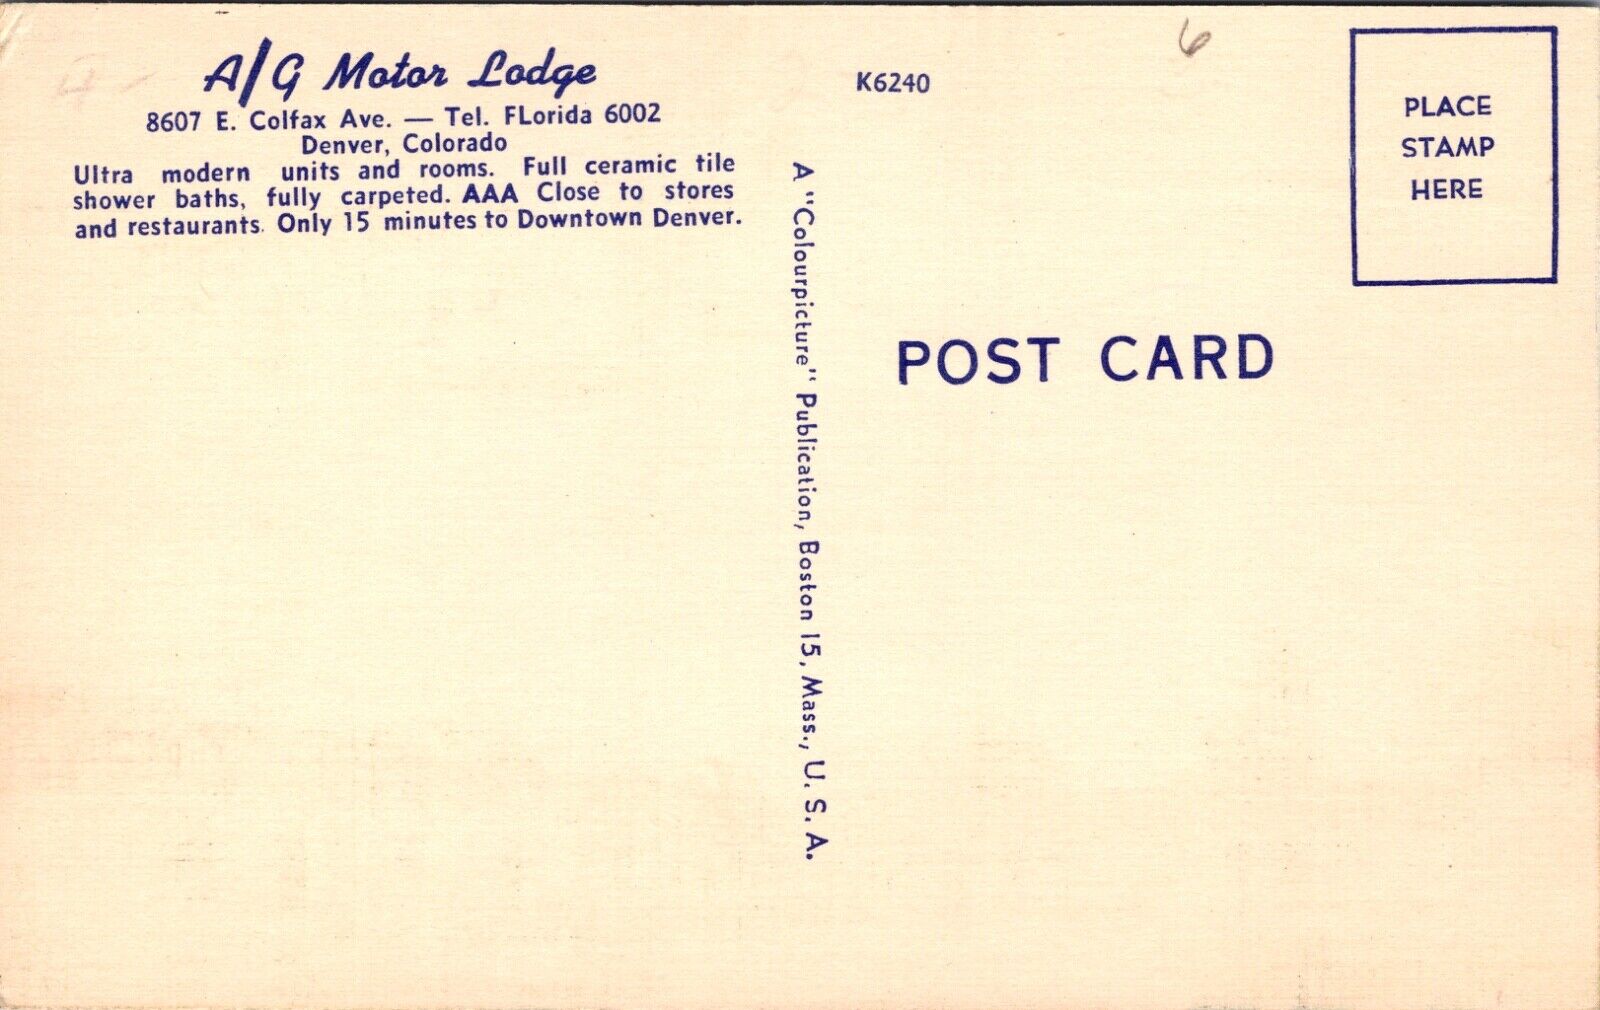 A/G Motor Lodge
8607 E. Colfax Ave. — Tel. FLorida 6002
Denver, Colorado
Ultra modern units and rooms. Full ceramic tile
shower baths, fully carpeted. AAA Close to stores
and restaurants. Only 15 minutes to Downtown Denver.
A "Colourpicture" Publication, Boston 15, Mass., U. S. A.
K6240
6
PLACE
STAMP
HERE
POST CARD